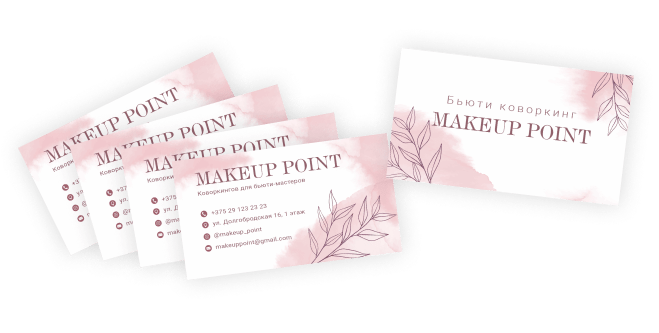 MAKEUP POINT
MAKEUP POINT
MAKEUP POINT
MAKEUP POINT
Коворкингов для бьюти-мастеров
+375 29 123 23 23
ул. Долгобродская 16, 1 этаж
@makeup_point
makeuppoint@gmail.com
Бьюти коворкинг
MAKEUP POINT